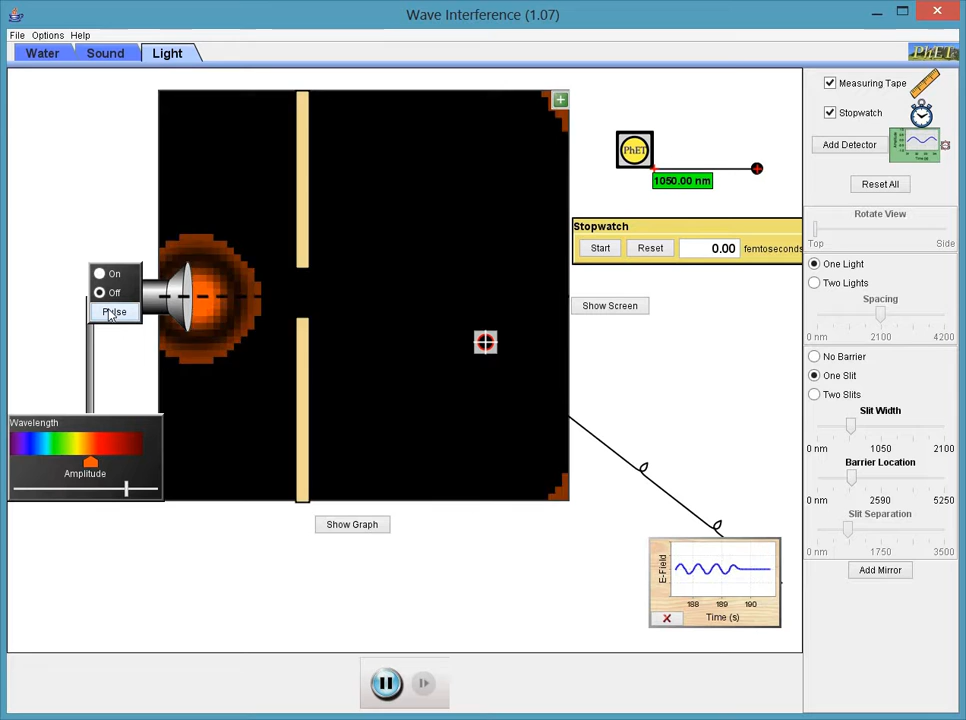 Wave Interference (1.07)
File Options Help
Water Sound Light
PhET
Measuring Tape
Stopwatch
Add Detector
Reset All
Rotate View
Top Side
One Light
Two Lights
Spacing
0 nm 2100 4200
No Barrier
One Slit
Two Slits
Slit Width
0 nm 1050 2100
Barrier Location
0 nm 2590 5250
Slit Separation
0 nm 1750 3500
Add Mirror
PhET
1050.00 nm
Stopwatch
Start Reset 0.00 femtoseconds
Show Screen
On
Off
Pulse
Wavelength
Amplitude
Show Graph
E-Field
188 189 190
Time (s)